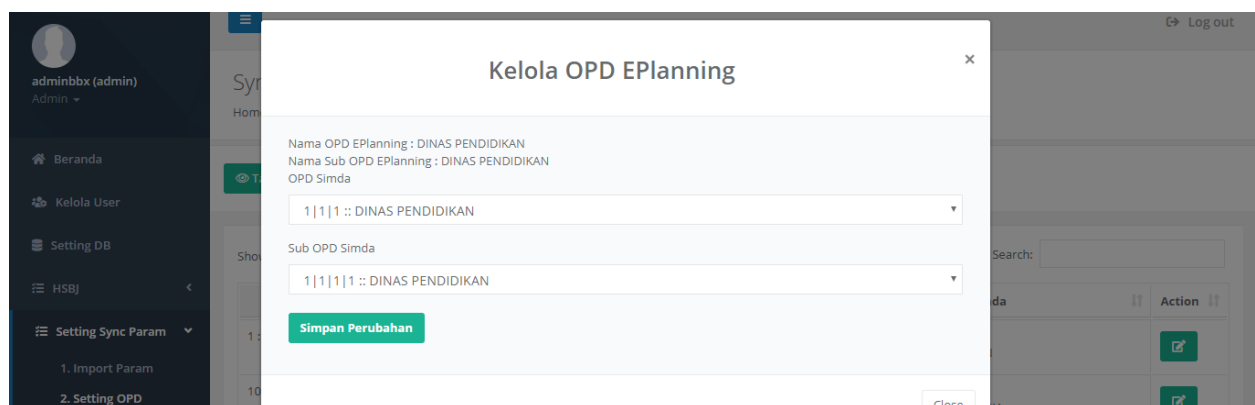 Log out
Kelola OPD EPlanning
×
adminbbx (admin)
Admin
Nama OPD EPlanning : DINAS PENDIDIKAN
Nama Sub OPD EPlanning : DINAS PENDIDIKAN
OPD Simda
1|1|1 :: DINAS PENDIDIKAN
Sub OPD Simda
1|1|1|1 :: DINAS PENDIDIKAN
Simpan Perubahan
Close
Beranda
Kelola User
Setting DB
HSBJ
Setting Sync Param
1. Import Param
2. Setting OPD
Search:
Action